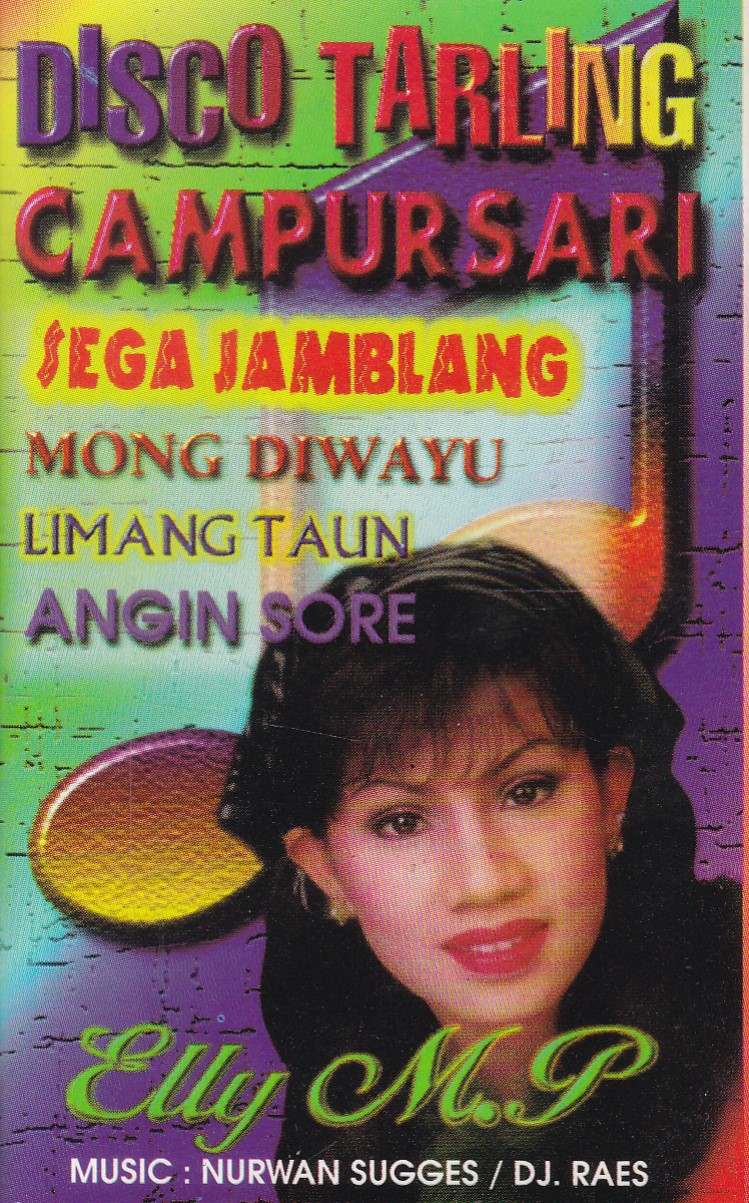 DISCO TARLING
CAMPURSARI
SEGA JAMBLANG
MONG DIWAYU
LIMANG TAUN
ANGIN SORE
Elly M.P
MUSIC : NURWAN SUGGES / DJ. RAES